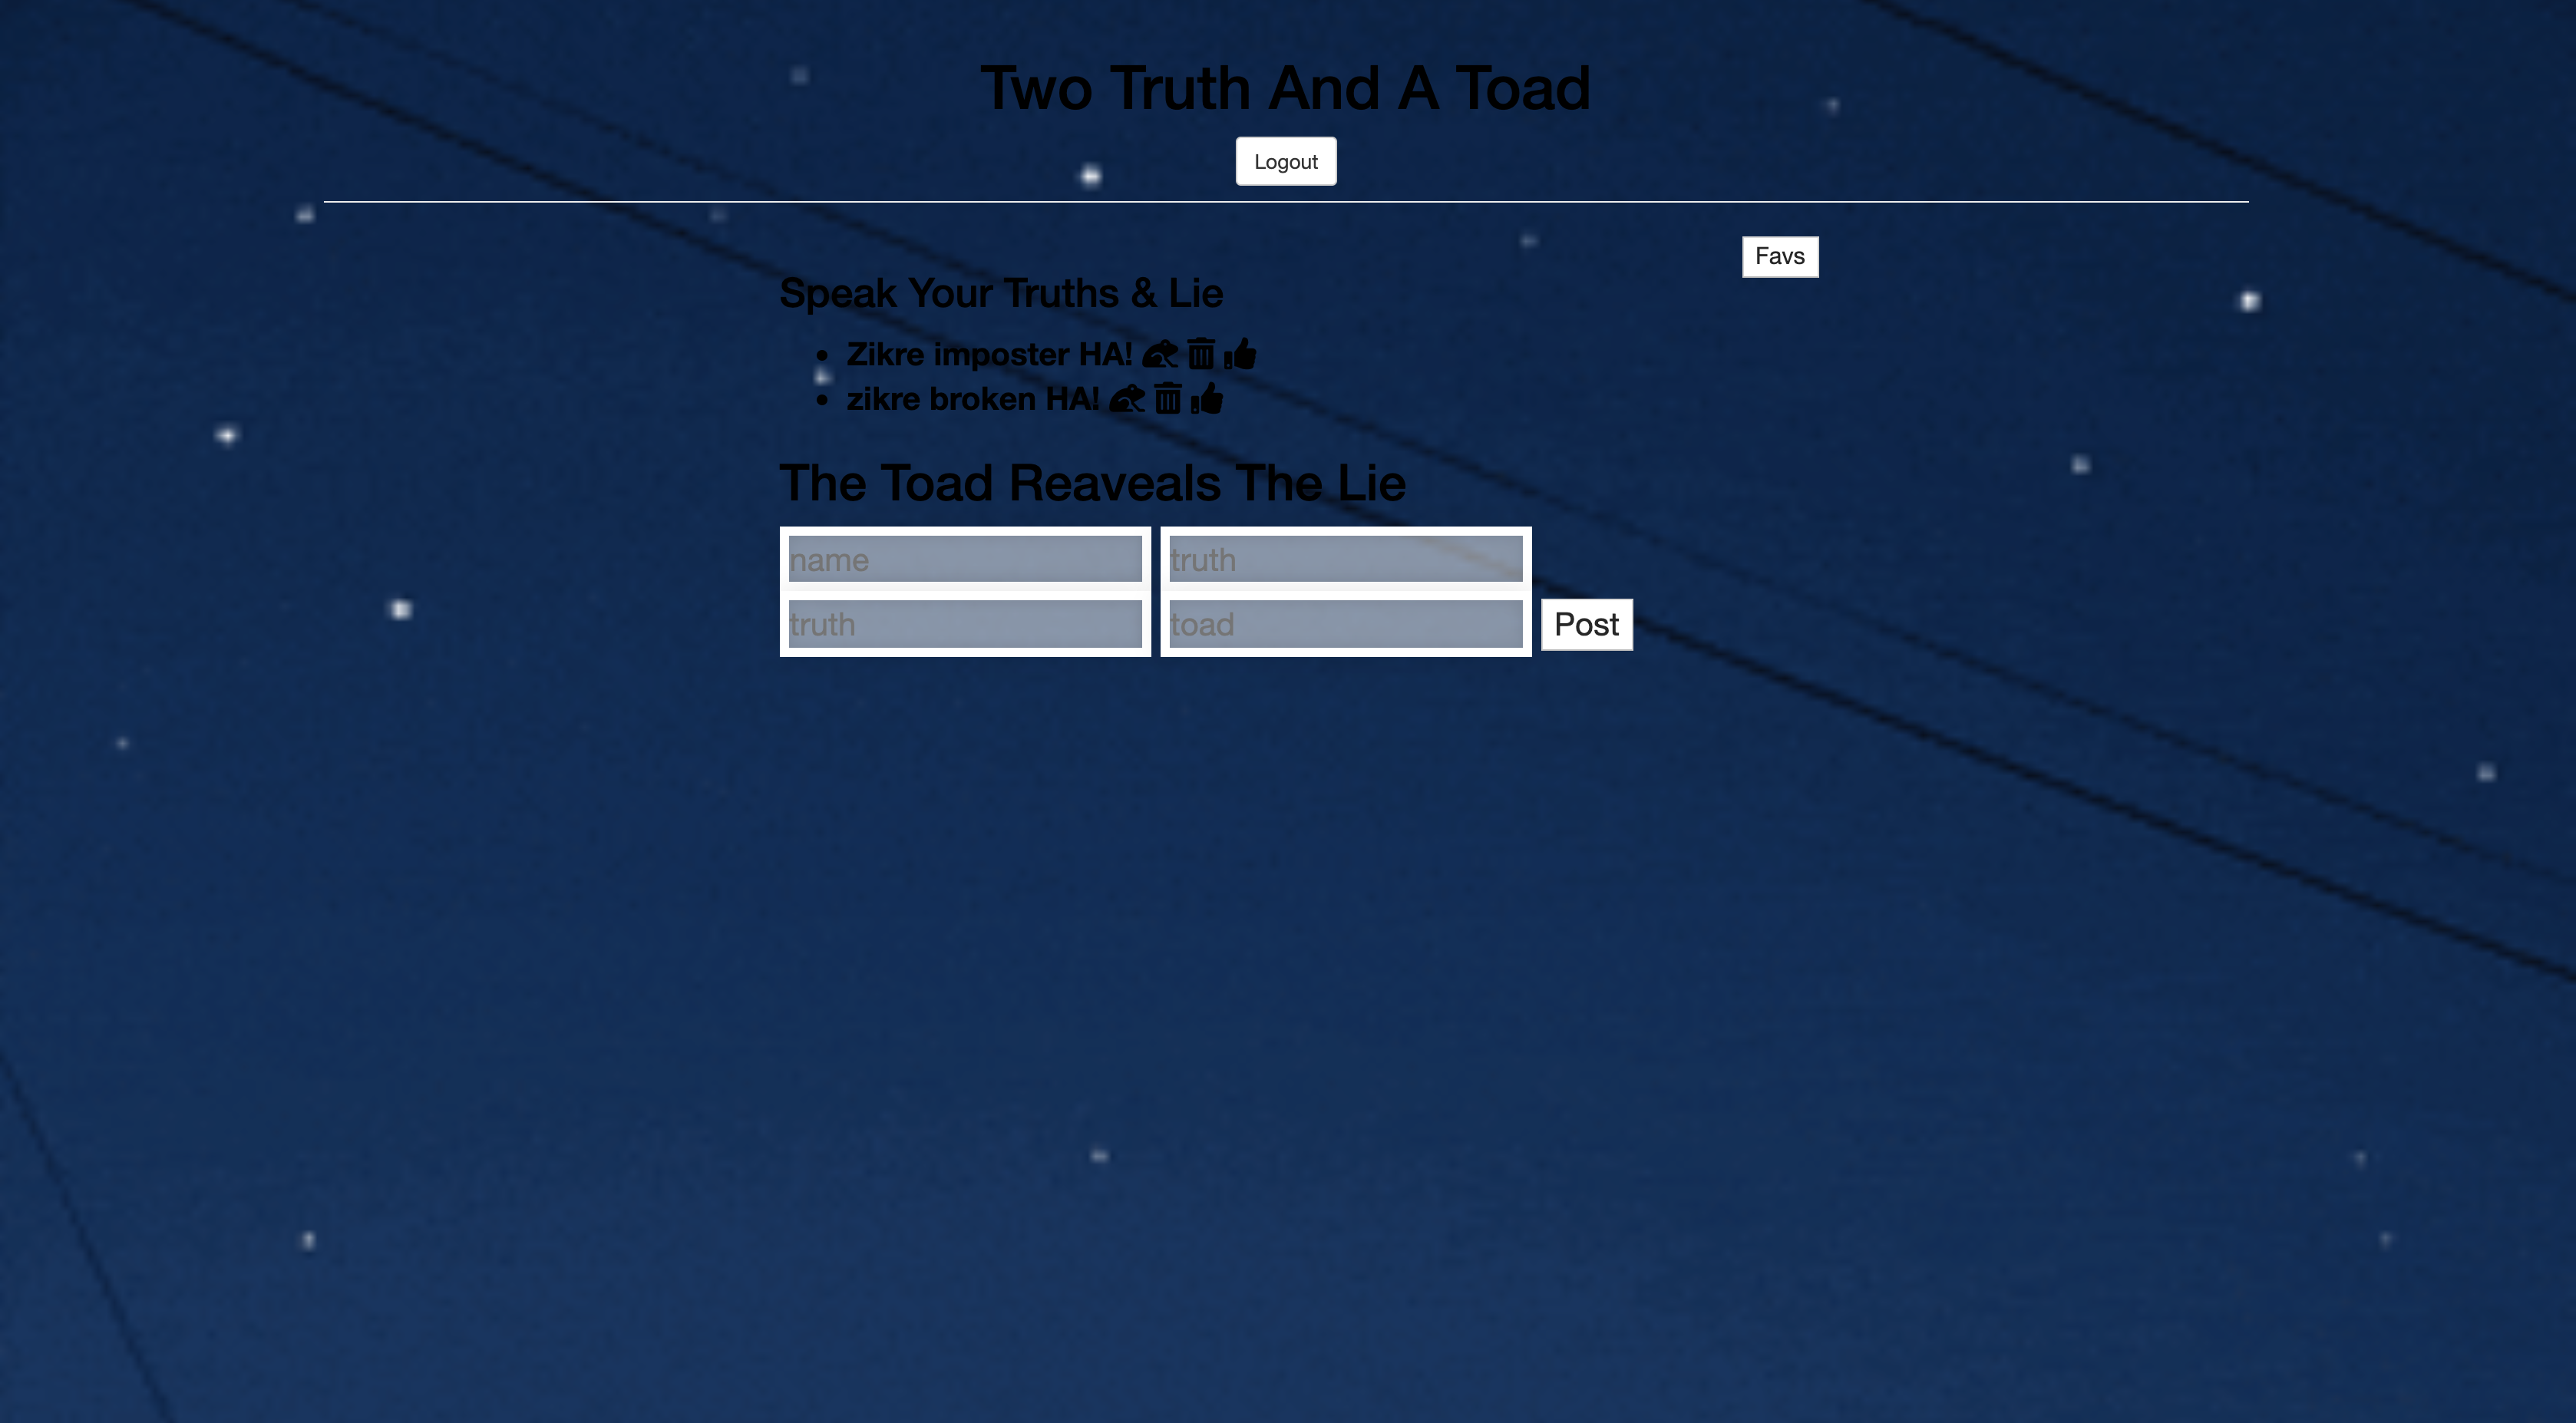 Two Truth And A Toad
Logout
Favs
Speak Your Truths & Lie
Zikre imposter HA!
zikre broken HA!
The Toad Reaveals The Lie
name truth
truth toad Post